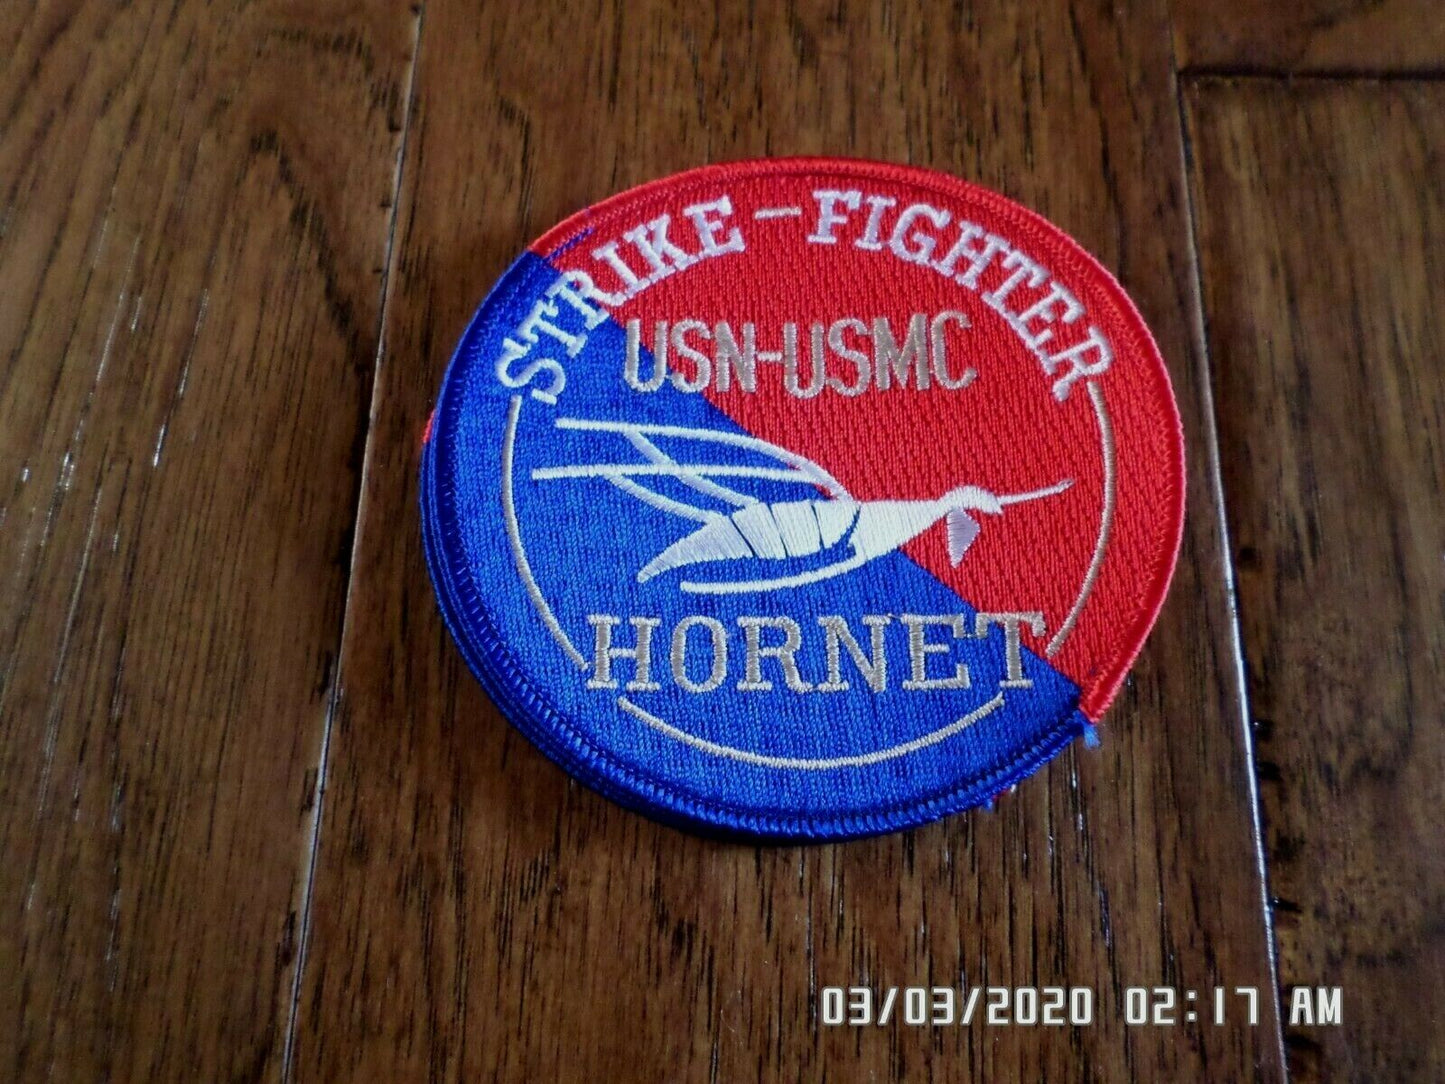 STRIKE-FIGHTER
USN-USMC
HORNET
03/03/2020 02:17 AM